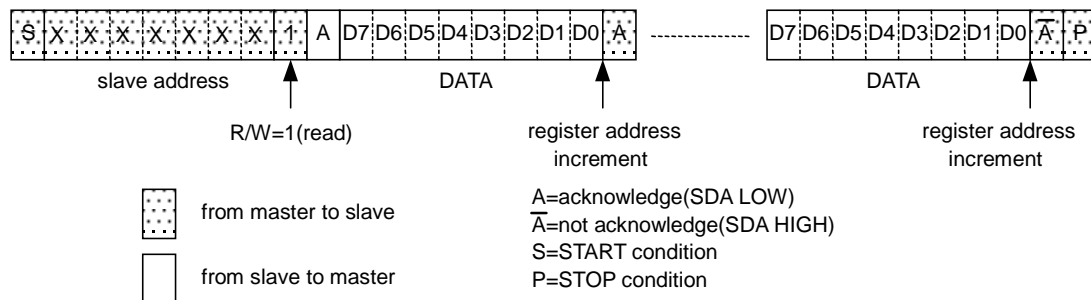 S X X X X X X X 1 A D7 D6 D5 D4 D3 D2 D1 D0 A D7 D6 D5 D4 D3 D2 D1 D0 A̅ P
slave address DATA DATA
R/W=1(read) register address increment register address increment
from master to slave
from slave to master
A=acknowledge(SDA LOW)
A̅=not acknowledge(SDA HIGH)
S=START condition
P=STOP condition